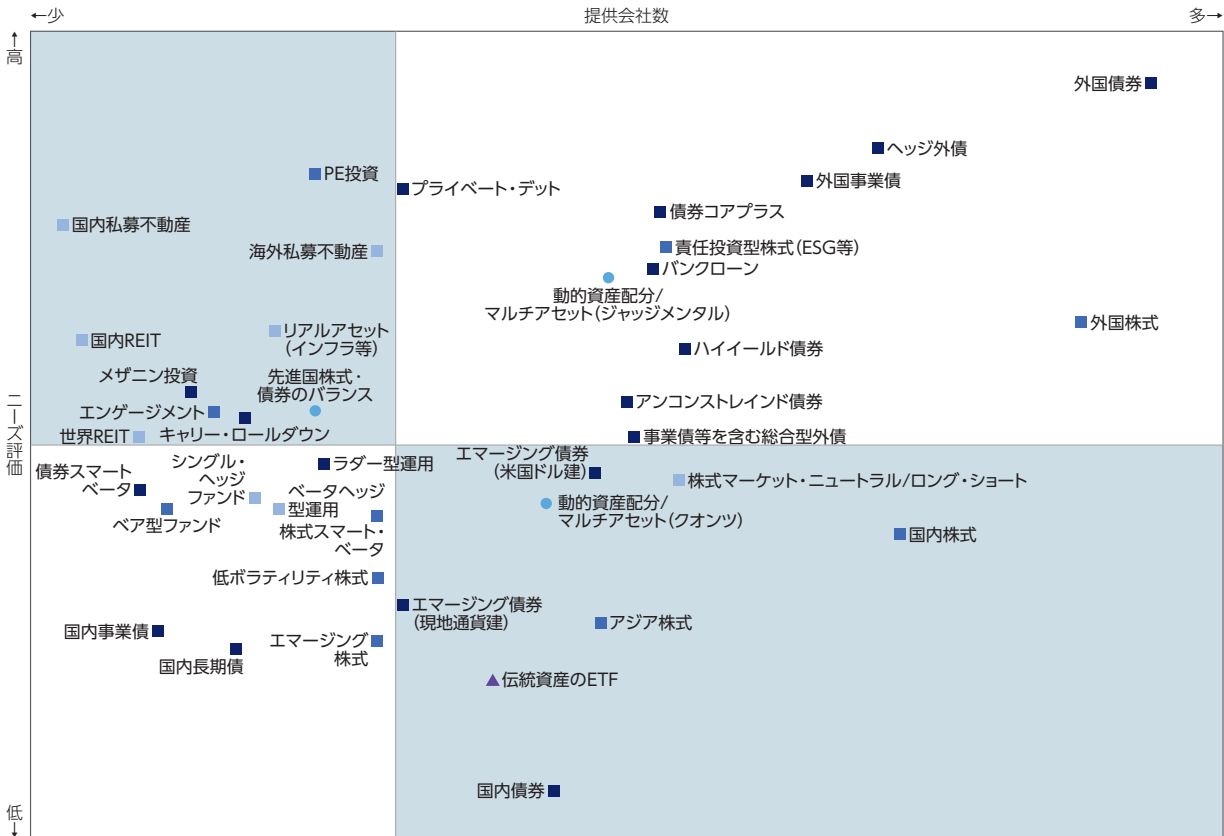 ←少
提供会社数
多→
↑高
ニーズ評価
低↓
外国債券
ヘッジ外債
PE投資
外国事業債
プライベート・デット
債券コアプラス
国内私募不動産
責任投資型株式(ESG等)
海外私募不動産
バンクローン
動的資産配分/
マルチアセット(ジャッジメンタル)
外国株式
リアルアセット
(インフラ等)
国内REIT
ハイイールド債券
メザニン投資
先進国株式・
債券のバランス
アンコンストレインド債券
エンゲージメント
キャリー・ロールダウン
世界REIT
事業債等を含む総合型外債
ラダー型運用
エマージング債券
(米国ドル建)
シングル・
ヘッジ
ファンド
債券スマート
ベータ
株式マーケット・ニュートラル/ロング・ショート
ベータヘッジ
型運用
動的資産配分/
マルチアセット(クオンツ)
ベア型ファンド
株式スマート・
ベータ
国内株式
低ボラティリティ株式
エマージング債券
(現地通貨建)
アジア株式
国内事業債
エマージング
株式
国内長期債
伝統資産のETF
国内債券